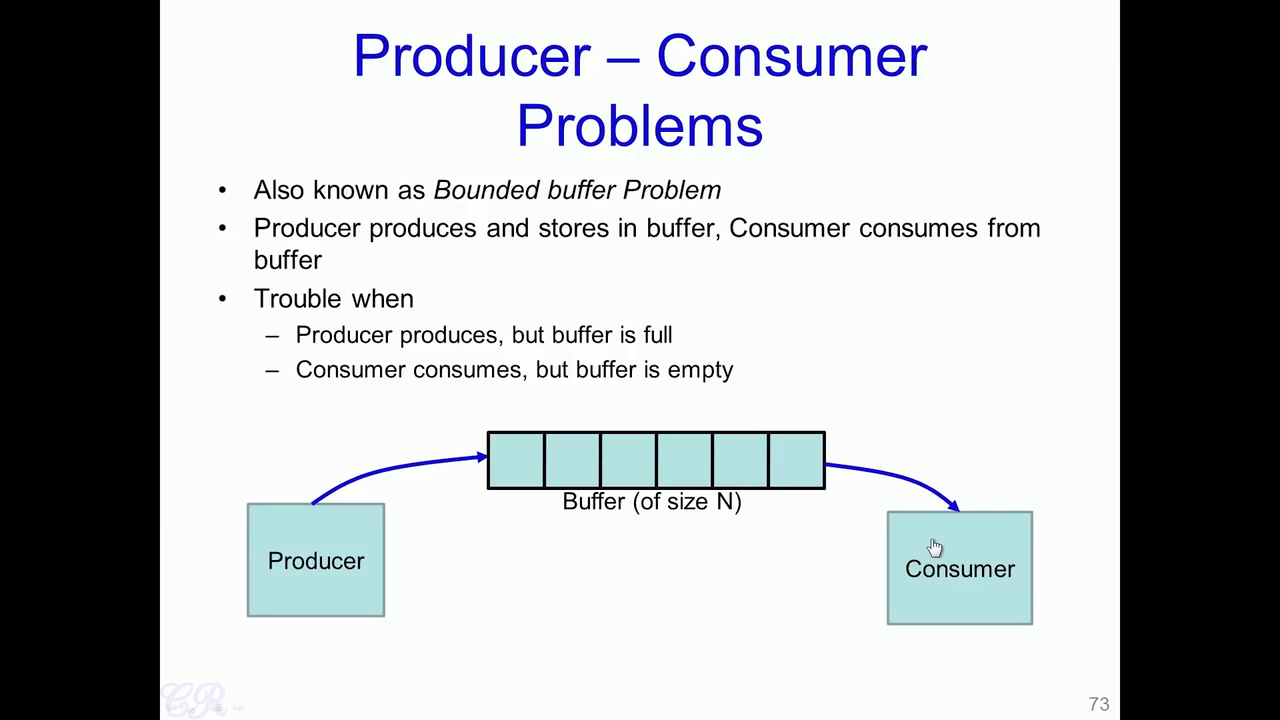 Producer – Consumer
Problems
• Also known as Bounded buffer Problem
• Producer produces and stores in buffer, Consumer consumes from
buffer
• Trouble when
– Producer produces, but buffer is full
– Consumer consumes, but buffer is empty
Buffer (of size N)
Producer
Consumer
CR
73